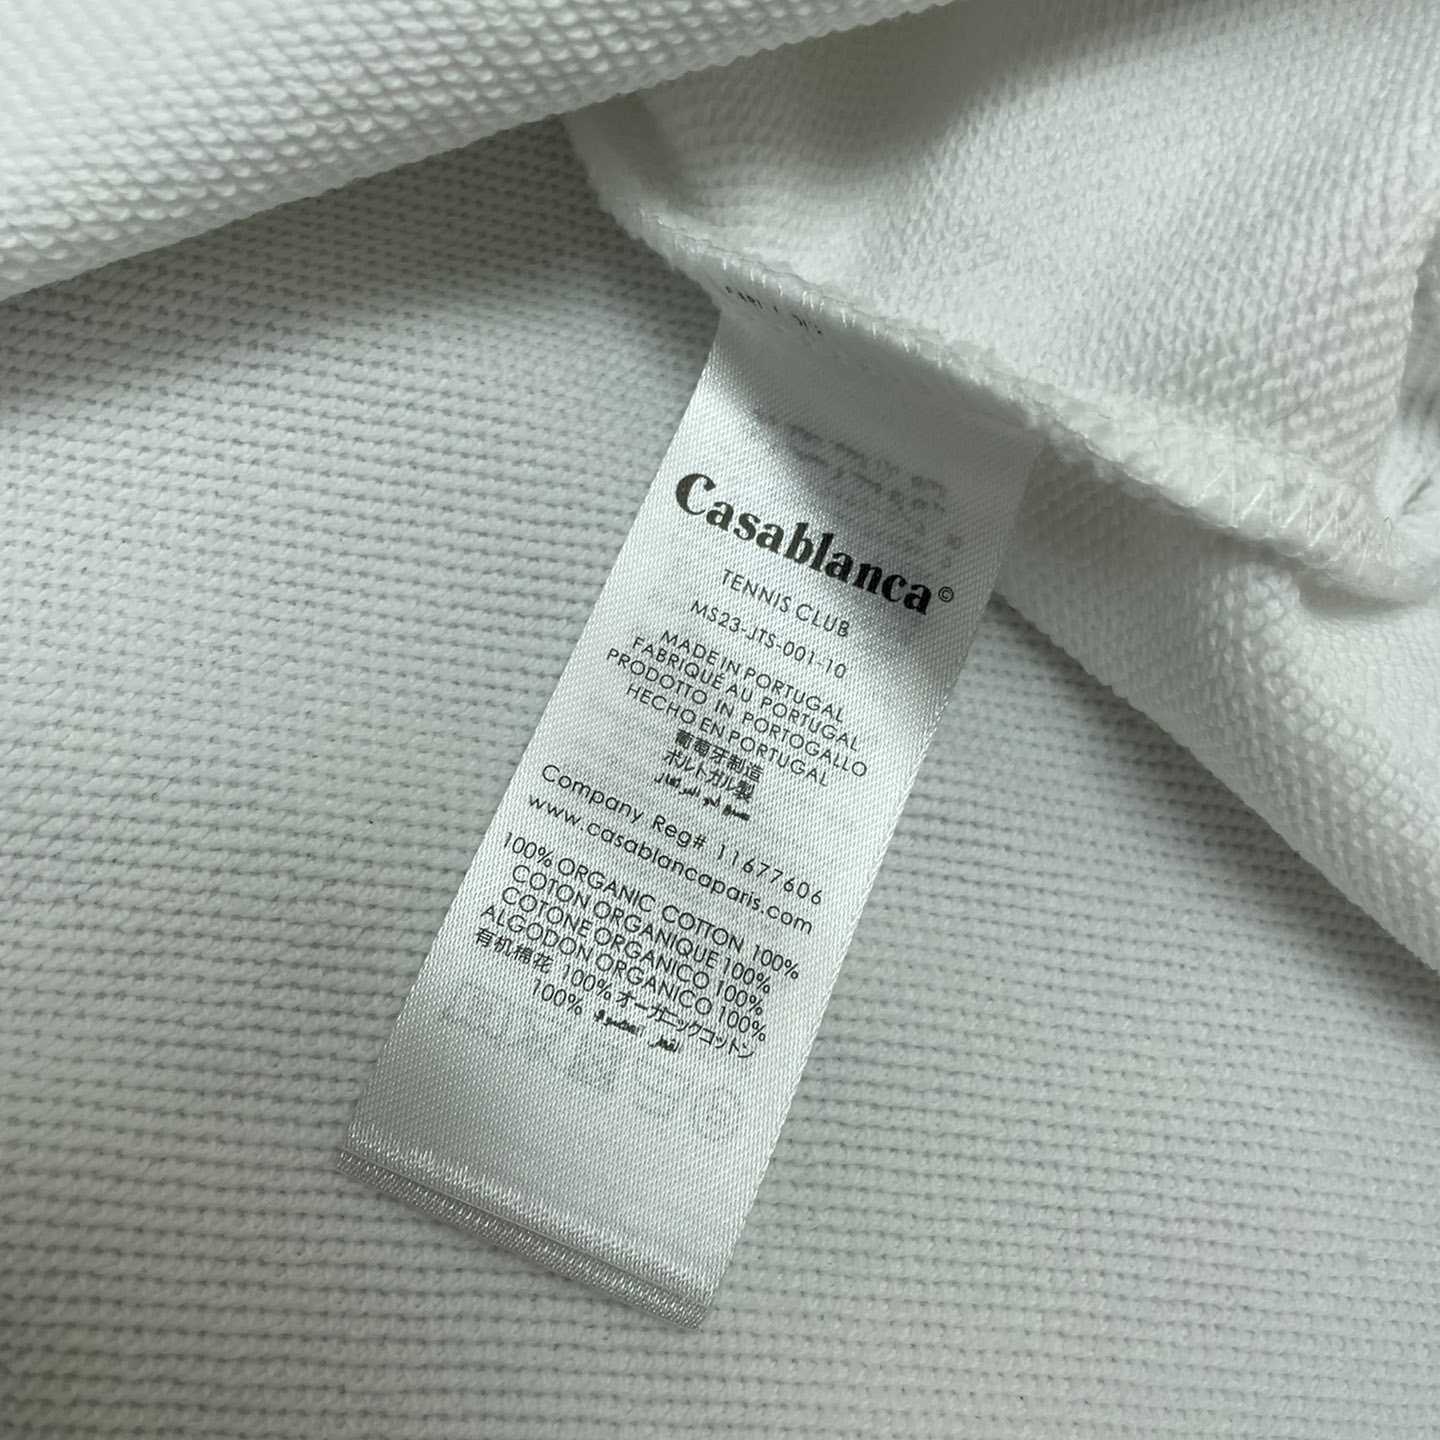 Casablanca©
TENNIS CLUB
MS23-JTS-001-10
MADE IN PORTUGAL
FABRIQUÉ AU PORTUGAL
PRODOTTO IN PORTOGALLO
HECHO EN PORTUGAL
葡萄牙制造
ポルトガル製
Company Reg# 11677606
www.casablancaparis.com
100% ORGANIC COTTON 100%
COTON ORGANIQUE 100%
COTONE ORGANICO 100%
ALGODON ORGANICO 100%
有机棉花 100% オーガニックコットン
100% القطن العضوي